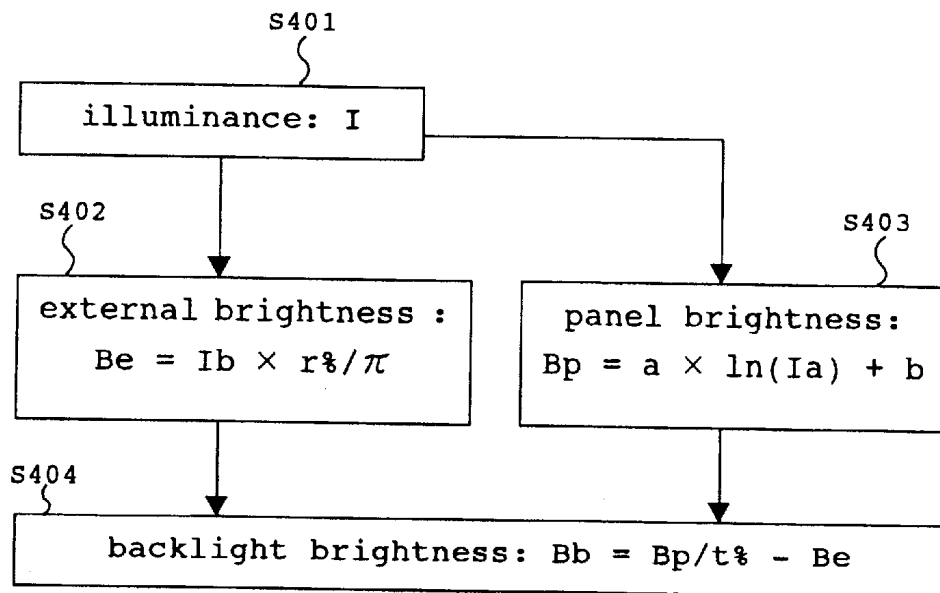 S401
illuminance: I
S402
external brightness :
Be = Ib × r%/π
S403
panel brightness:
Bp = a × ln(Ia) + b
S404
backlight brightness: Bb = Bp/t% - Be